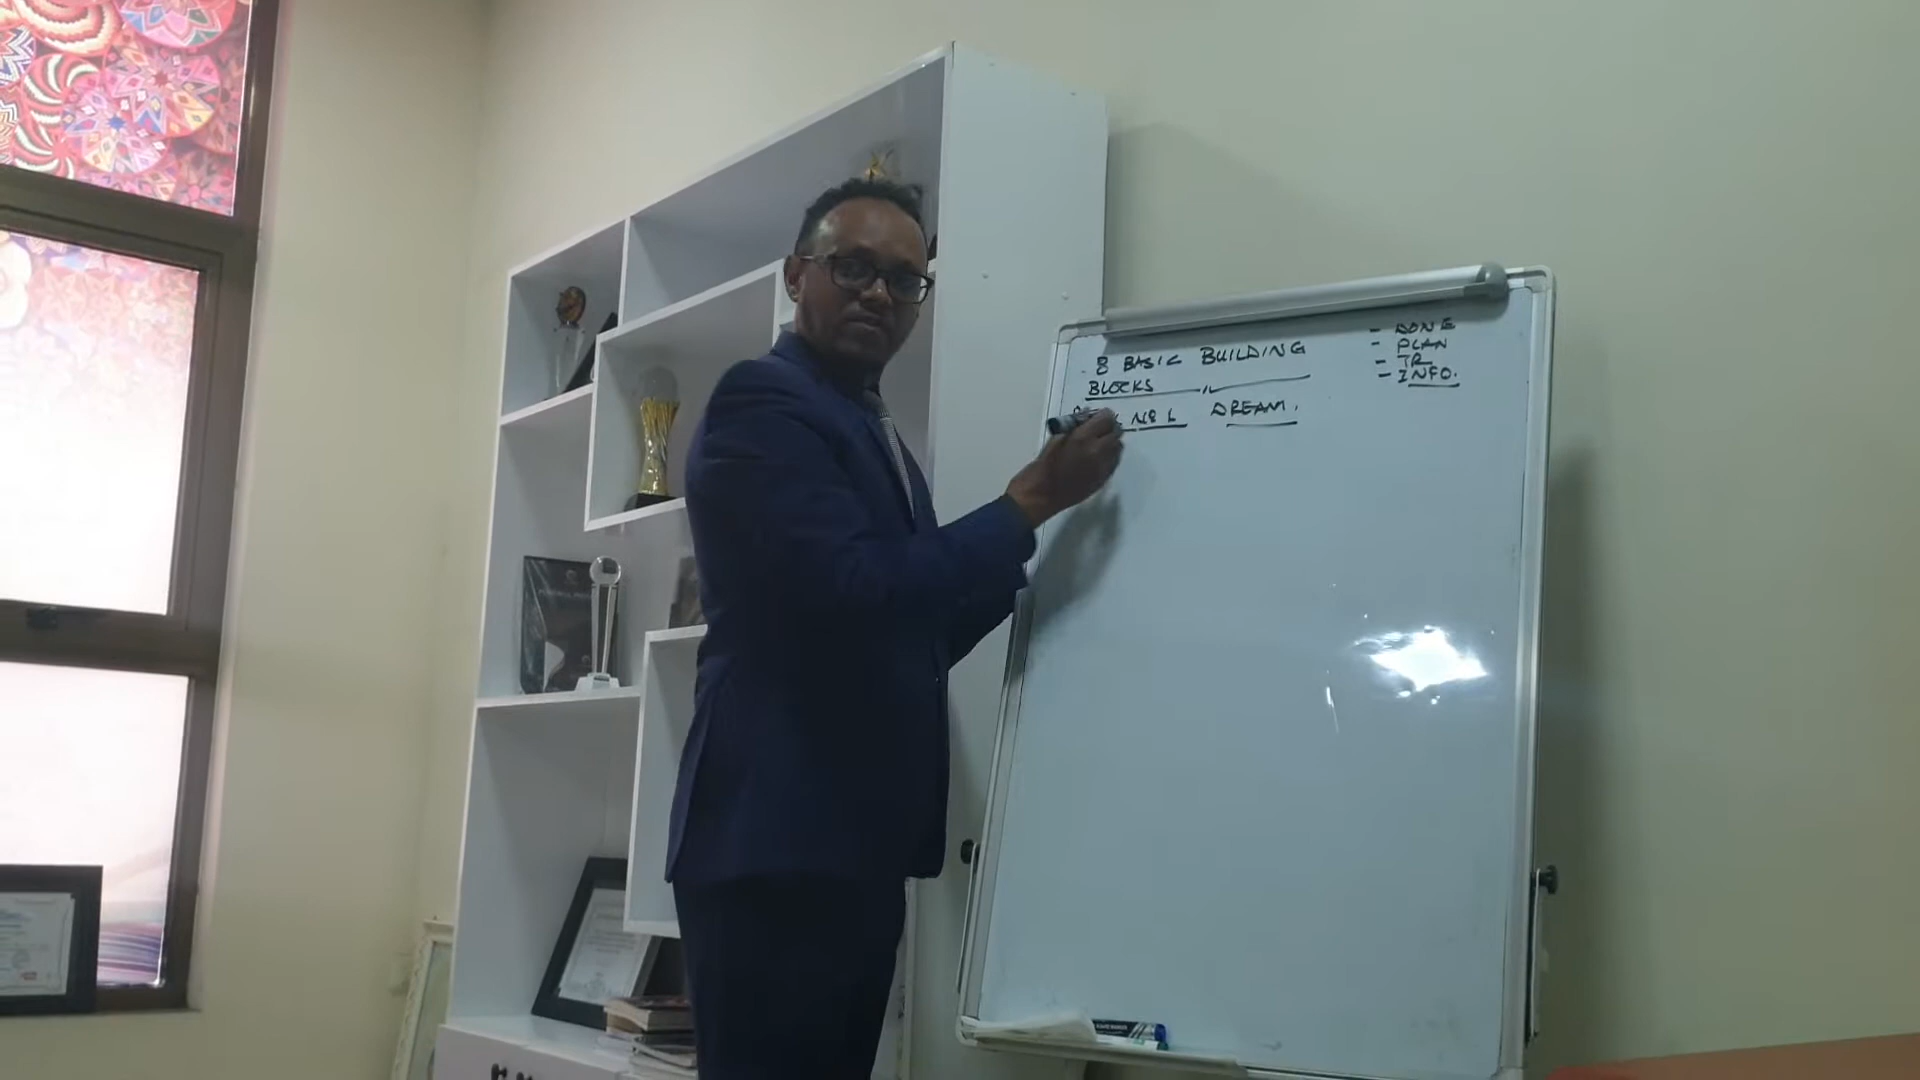 8 BASIC BUILDING
BLOCKS
DREAM.
- DONE
- PLAN
- TR
- INFO.